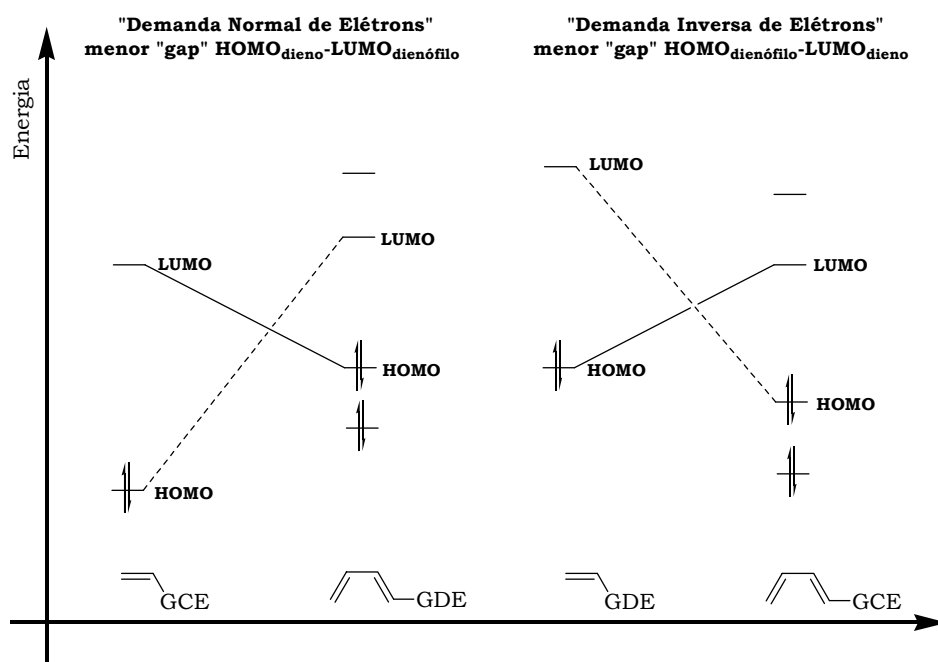 "Demanda Normal de Elétrons"
menor "gap" HOMOdieno-LUMOdienófilo
"Demanda Inversa de Elétrons"
menor "gap" HOMOdienófilo-LUMOdieno
Energia
LUMO
HOMO
LUMO
HOMO
LUMO
HOMO
LUMO
HOMO
GCE
GDE
GDE
GCE